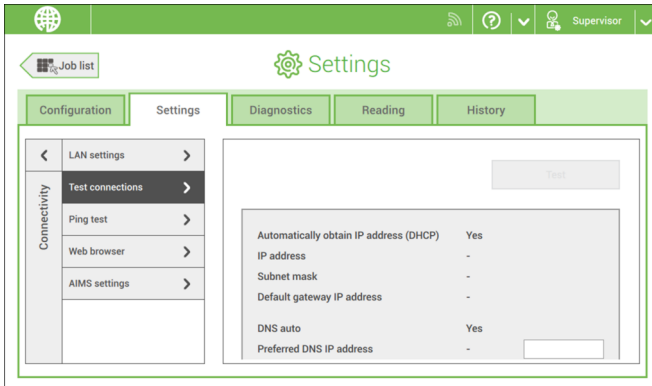 Supervisor
Job list
Settings
Configuration
Settings
Diagnostics
Reading
History
Connectivity
LAN settings
Test connections
Ping test
Web browser
AIMS settings
Test
Automatically obtain IP address (DHCP) Yes
IP address -
Subnet mask -
Default gateway IP address -
DNS auto Yes
Preferred DNS IP address -